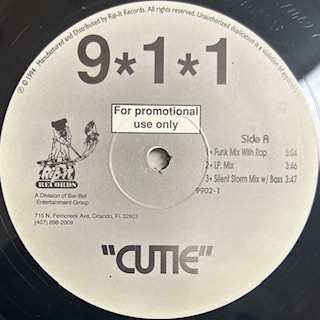 ℗ © 1994 Manufactured and Distributed by Rip-It Records. All rights reserved. Unauthorized duplication is a violation of applicable
9*1*1
For promotional
use only
Side A
1• Funk Mix With Rap 5:04
2• LP. Mix 3:46
3• Silent Storm Mix w/ Bass 3:47
9902-1
RIP-IT
RECORDS
A Division of Bar-Bel
Entertainment Group
715 N. Ferncreek Ave, Orlando, Fl. 32803
(407) 898-2009
"CUTIE"